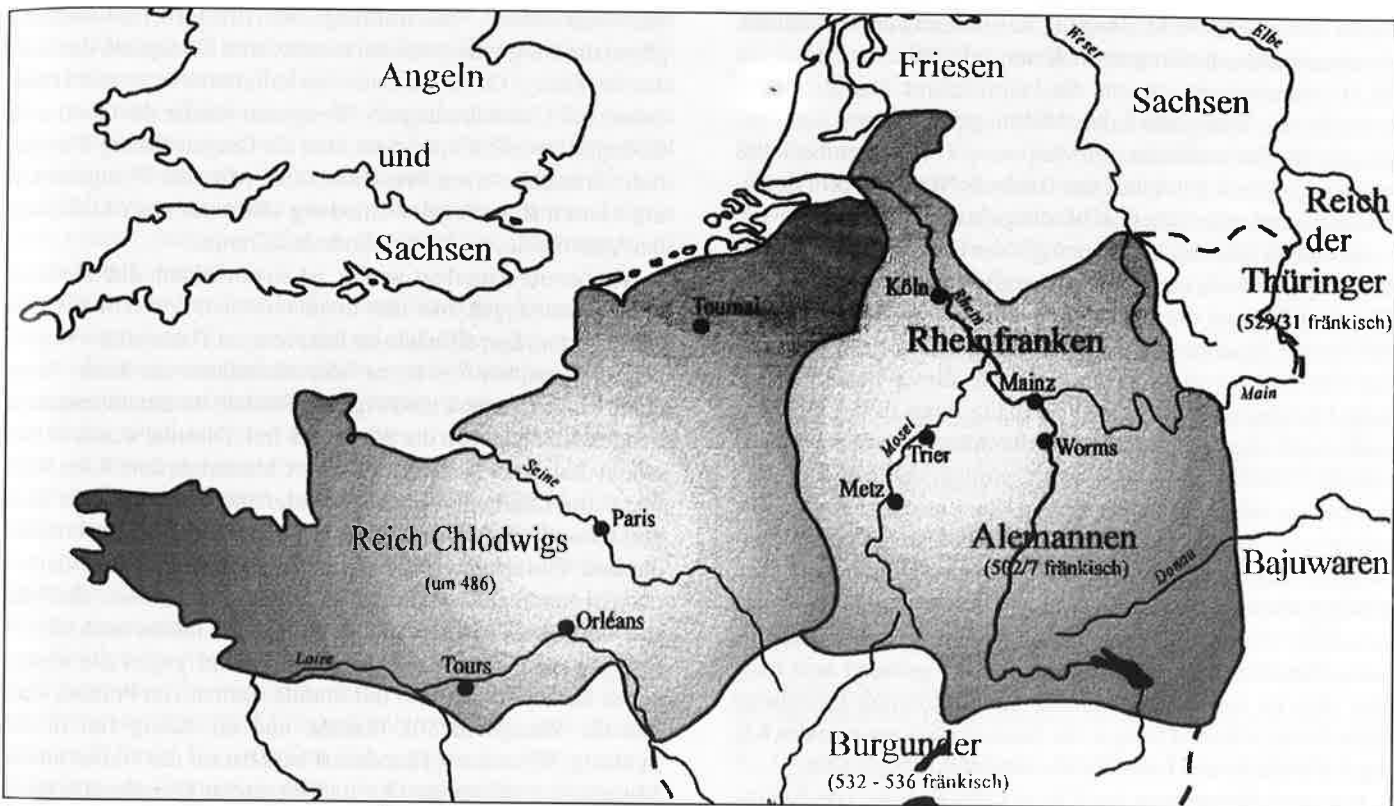 Angeln
und
Sachsen
Friesen
Weser
Elbe
Sachsen
Reich
der
Thüringer
(529/31 fränkisch)
Tournai
Köln
Rhein
Rheinfranken
Mainz
Main
Mosel
Trier
Worms
Metz
Seine
Paris
Reich Chlodwigs
(um 486)
Alemannen
(502/7 fränkisch)
Donau
Bajuwaren
Orléans
Loire
Tours
Burgunder
(532 - 536 fränkisch)